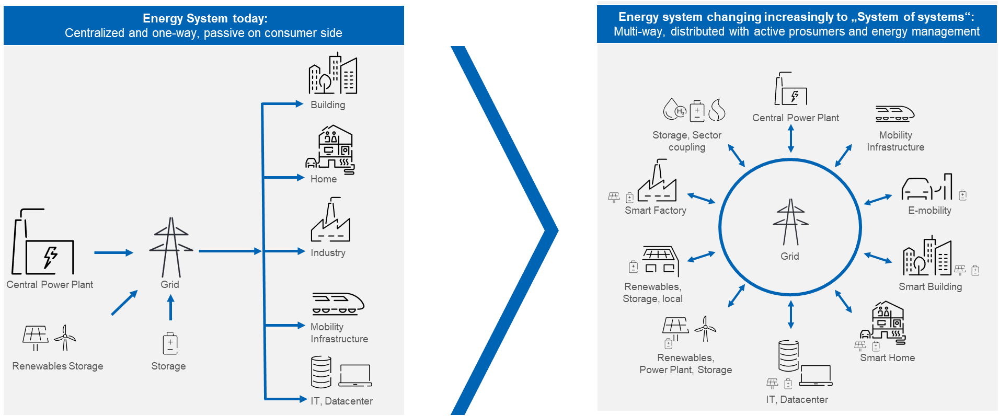 Energy System today:
Centralized and one-way, passive on consumer side
Building
Home
Industry
Central Power Plant
Grid
Mobility
Infrastructure
Renewables Storage
Storage
IT, Datacenter
Energy system changing increasingly to „System of systems“:
Multi-way, distributed with active prosumers and energy management
Central Power Plant
H₂
Storage, Sector
coupling
Mobility
Infrastructure
Smart Factory
E-mobility
Grid
Renewables,
Storage, local
Smart Building
Renewables,
Power Plant, Storage
Smart Home
IT, Datacenter